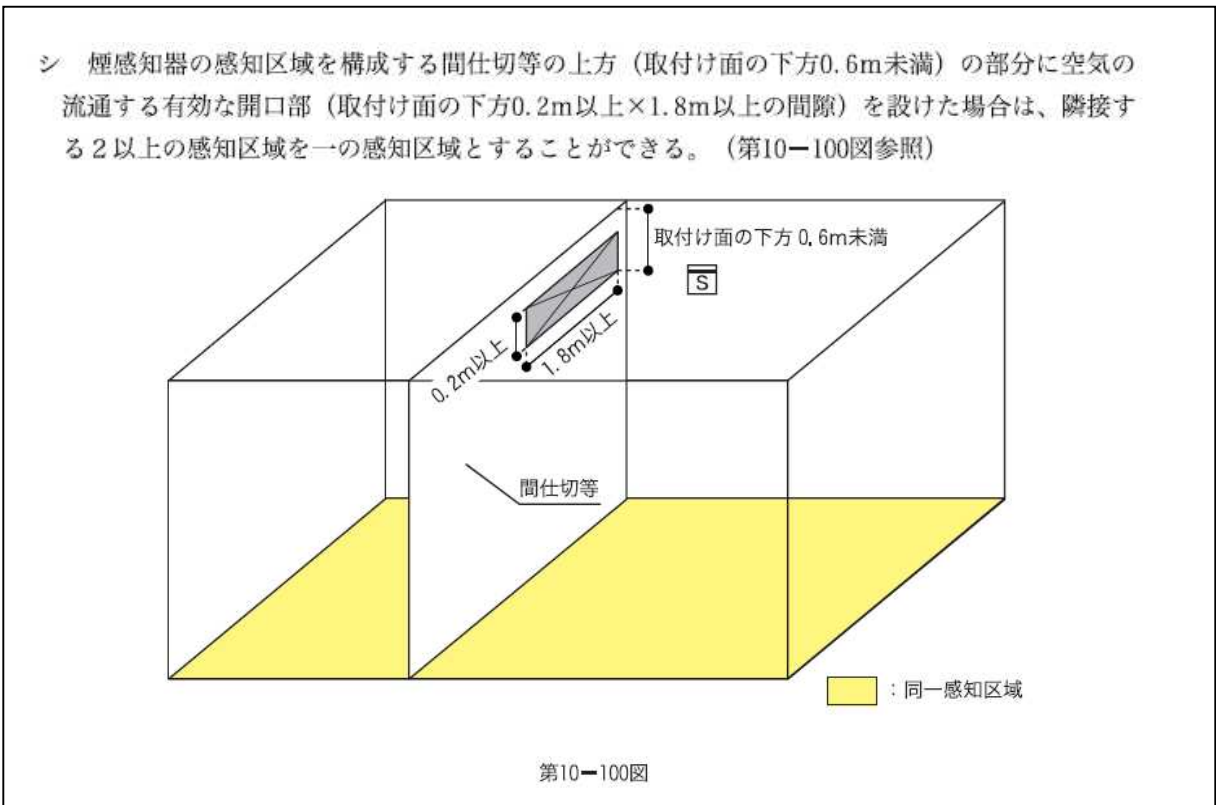 シ　煙感知器の感知区域を構成する間仕切等の上方（取付け面の下方0.6m未満）の部分に空気の
流通する有効な開口部（取付け面の下方0.2m以上×1.8m以上の間隙）を設けた場合は、隣接す
る２以上の感知区域を一の感知区域とすることができる。（第10ー100図参照）
取付け面の下方 0.6m未満
S
0.2m以上
1.8m以上
間仕切等
：同一感知区域
第10ー100図